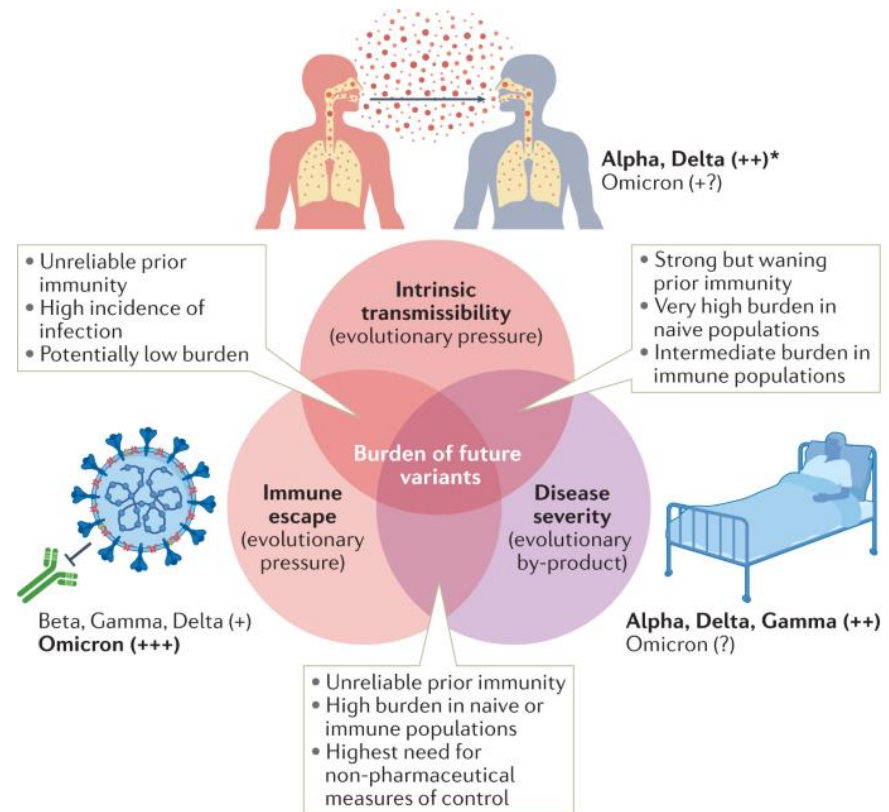 Alpha, Delta (++)*
Omicron (+?)
• Unreliable prior
immunity
• High incidence of
infection
• Potentially low burden
Intrinsic
transmissibility
(evolutionary pressure)
• Strong but waning
prior immunity
• Very high burden in
naive populations
• Intermediate burden in
immune populations
Burden of future
variants
Immune
escape
(evolutionary
pressure)
Disease
severity
(evolutionary
by-product)
Beta, Gamma, Delta (+)
Omicron (+++)
Alpha, Delta, Gamma (++)
Omicron (?)
• Unreliable prior immunity
• High burden in naive or
immune populations
• Highest need for
non-pharmaceutical
measures of control